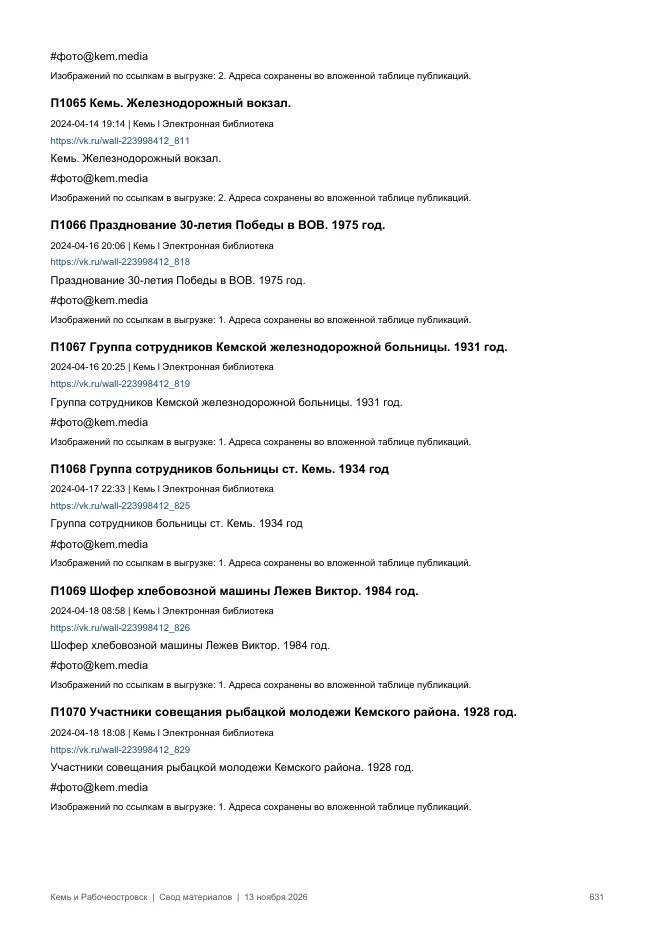 #фото@kem.media
Изображений по ссылкам в выгрузке: 2. Адреса сохранены во вложенной таблице публикаций.
П1065 Кемь. Железнодорожный вокзал.
2024-04-14 19:14 | Кемь I Электронная библиотека
https://vk.ru/wall-223998412_811
Кемь. Железнодорожный вокзал.
#фото@kem.media
Изображений по ссылкам в выгрузке: 2. Адреса сохранены во вложенной таблице публикаций.
П1066 Празднование 30-летия Победы в ВОВ. 1975 год.
2024-04-16 20:06 | Кемь I Электронная библиотека
https://vk.ru/wall-223998412_818
Празднование 30-летия Победы в ВОВ. 1975 год.
#фото@kem.media
Изображений по ссылкам в выгрузке: 1. Адреса сохранены во вложенной таблице публикаций.
П1067 Группа сотрудников Кемской железнодорожной больницы. 1931 год.
2024-04-16 20:25 | Кемь I Электронная библиотека
https://vk.ru/wall-223998412_819
Группа сотрудников Кемской железнодорожной больницы. 1931 год.
#фото@kem.media
Изображений по ссылкам в выгрузке: 1. Адреса сохранены во вложенной таблице публикаций.
П1068 Группа сотрудников больницы ст. Кемь. 1934 год
2024-04-17 22:33 | Кемь I Электронная библиотека
https://vk.ru/wall-223998412_825
Группа сотрудников больницы ст. Кемь. 1934 год
#фото@kem.media
Изображений по ссылкам в выгрузке: 1. Адреса сохранены во вложенной таблице публикаций.
П1069 Шофер хлебовозной машины Лежев Виктор. 1984 год.
2024-04-18 08:58 | Кемь I Электронная библиотека
https://vk.ru/wall-223998412_826
Шофер хлебовозной машины Лежев Виктор. 1984 год.
#фото@kem.media
Изображений по ссылкам в выгрузке: 1. Адреса сохранены во вложенной таблице публикаций.
П1070 Участники совещания рыбацкой молодежи Кемского района. 1928 год.
2024-04-18 18:08 | Кемь I Электронная библиотека
https://vk.ru/wall-223998412_829
Участники совещания рыбацкой молодежи Кемского района. 1928 год.
#фото@kem.media
Изображений по ссылкам в выгрузке: 1. Адреса сохранены во вложенной таблице публикаций.
Кемь и Рабочеостровск | Свод материалов | 13 ноября 2026 631